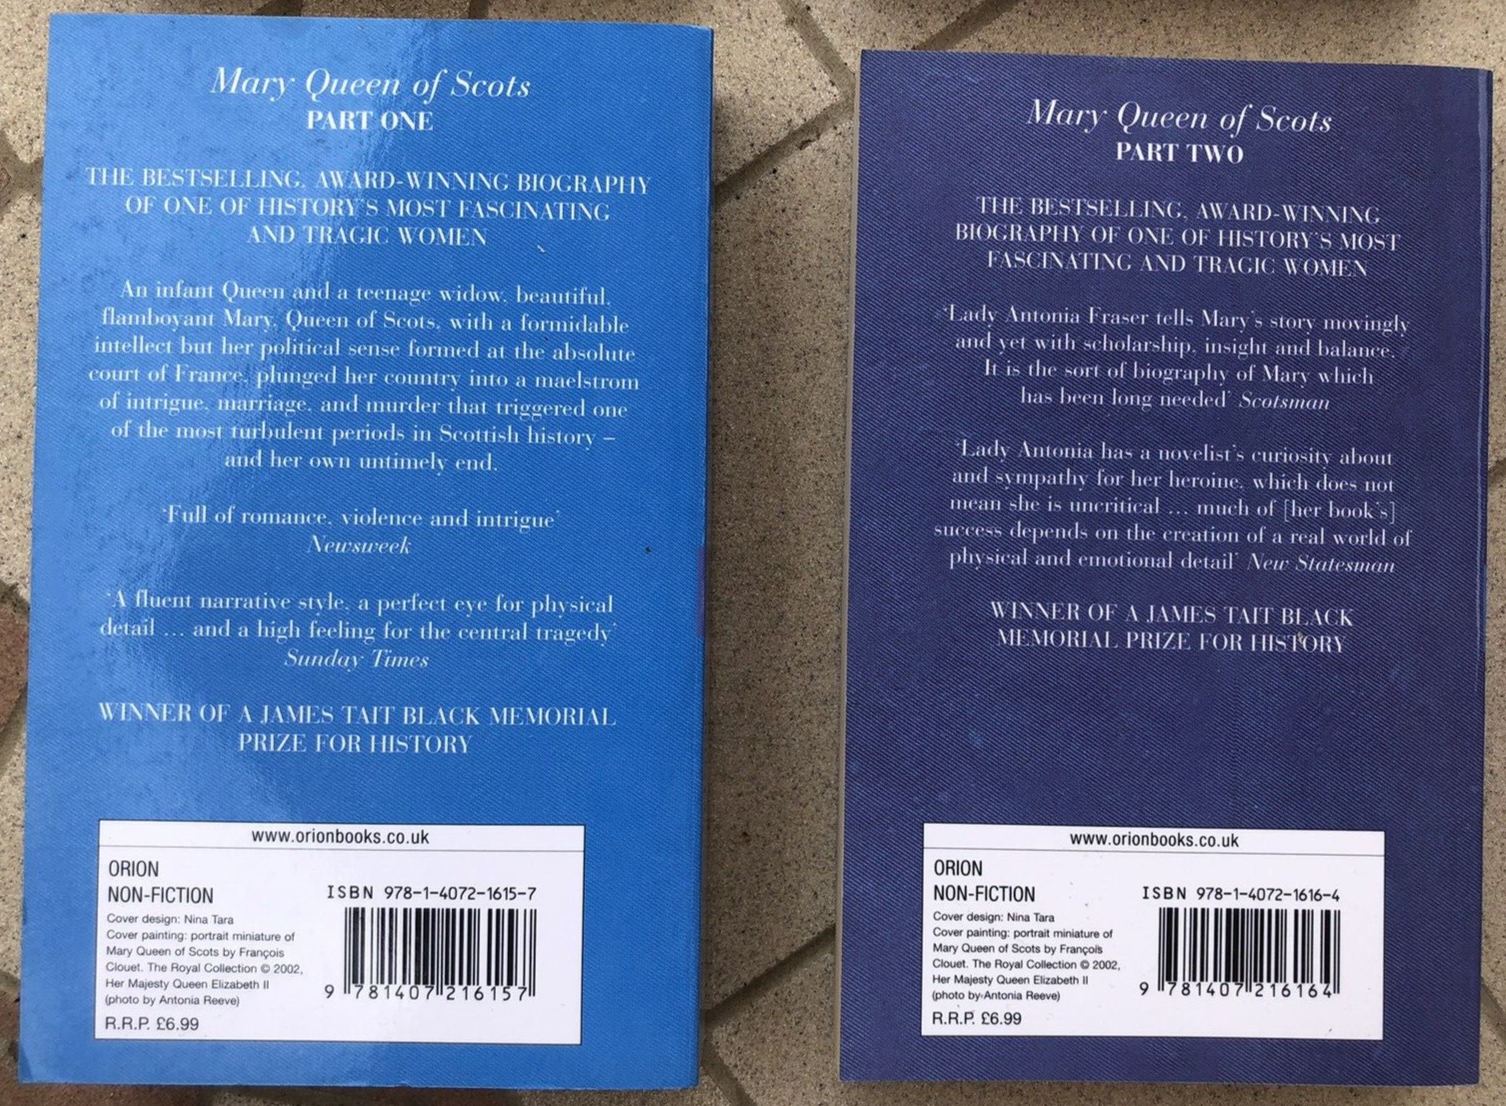 Mary Queen of Scots
PART ONE
THE BESTSELLING, AWARD-WINNING BIOGRAPHY
OF ONE OF HISTORY'S MOST FASCINATING
AND TRAGIC WOMEN
An infant Queen and a teenage widow, beautiful,
flamboyant Mary, Queen of Scots, with a formidable
intellect but her political sense formed at the absolute
court of France, plunged her country into a maelstrom
of intrigue, marriage, and murder that triggered one
of the most turbulent periods in Scottish history –
and her own untimely end.
'Full of romance, violence and intrigue'
Newsweek
'A fluent narrative style, a perfect eye for physical
detail ... and a high feeling for the central tragedy'
Sunday Times
WINNER OF A JAMES TAIT BLACK MEMORIAL
PRIZE FOR HISTORY
www.orionbooks.co.uk
ORION
NON-FICTION
Cover design: Nina Tara
Cover painting: portrait miniature of
Mary Queen of Scots by François
Clouet. The Royal Collection © 2002,
Her Majesty Queen Elizabeth II
(photo by Antonia Reeve)
R.R.P. £6.99
ISBN 978-1-4072-1615-7
9 781407 216157
Mary Queen of Scots
PART TWO
THE BESTSELLING, AWARD-WINNING
BIOGRAPHY OF ONE OF HISTORY'S MOST
FASCINATING AND TRAGIC WOMEN
'Lady Antonia Fraser tells Mary's story movingly
and yet with scholarship, insight and balance.
It is the sort of biography of Mary which
has been long needed' Scotsman
'Lady Antonia has a novelist's curiosity about
and sympathy for her heroine, which does not
mean she is uncritical ... much of [her book's]
success depends on the creation of a real world of
physical and emotional detail' New Statesman
WINNER OF A JAMES TAIT BLACK
MEMORIAL PRIZE FOR HISTORY
www.orionbooks.co.uk
ORION
NON-FICTION
Cover design: Nina Tara
Cover painting: portrait miniature of
Mary Queen of Scots by François
Clouet. The Royal Collection © 2002,
Her Majesty Queen Elizabeth II
(photo by Antonia Reeve)
R.R.P. £6.99
ISBN 978-1-4072-1616-4
9 781407 216164